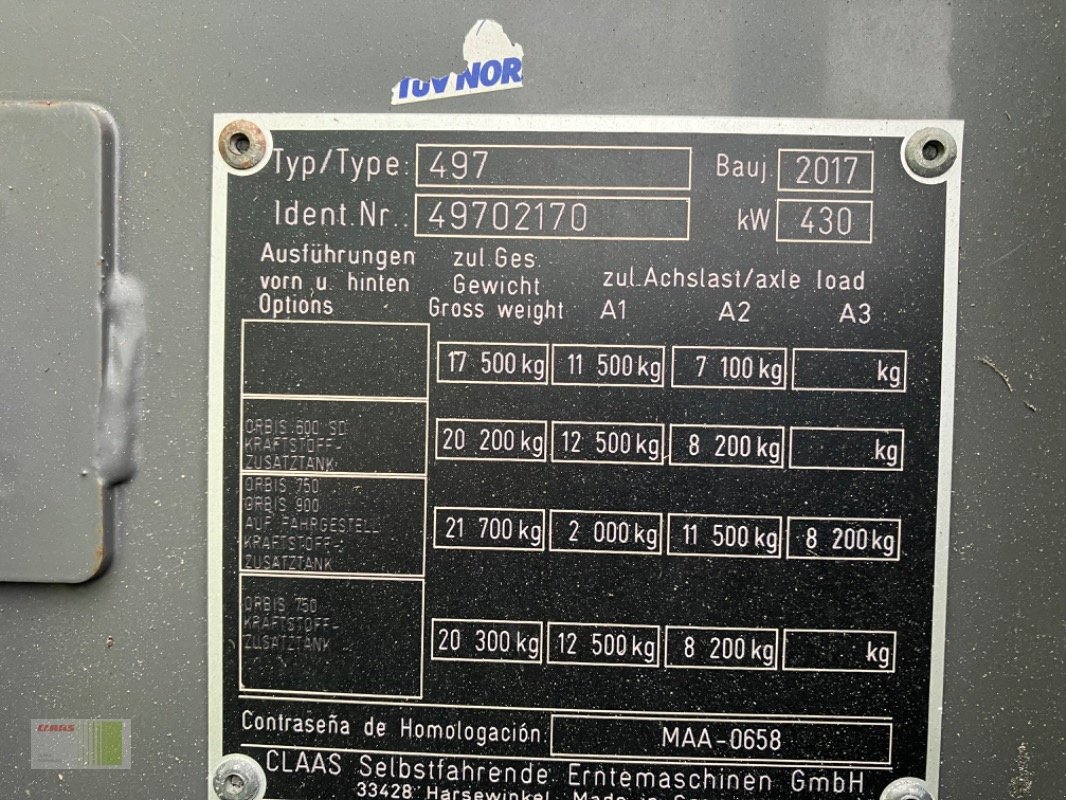 TÜV NOR
Typ/Type: 497 Bauj. 2017
Ident.Nr.: 49702170 kW 430
Ausführungen zul.Ges.
vorn u. hinten Gewicht zul.Achslast/axle load
Options Gross weight A1 A2 A3
17 500 kg 11 500 kg 7 100 kg kg
ORBIS 600 SD
KRAFTSTOFF-
ZUSATZTANK
20 200 kg 12 500 kg 8 200 kg kg
ORBIS 750
ORBIS 900
AUF FAHRGESTELL
KRAFTSTOFF-
ZUSATZTANK
21 700 kg 2 000 kg 11 500 kg 8 200 kg
ORBIS 750
KRAFTSTOFF-
ZUSATZTANK
20 300 kg 12 500 kg 8 200 kg kg
Contraseña de Homologación: MAA-0658
CLAAS Selbstfahrende Erntemaschinen GmbH
33428 Harsewinkel Made in
CLAAS